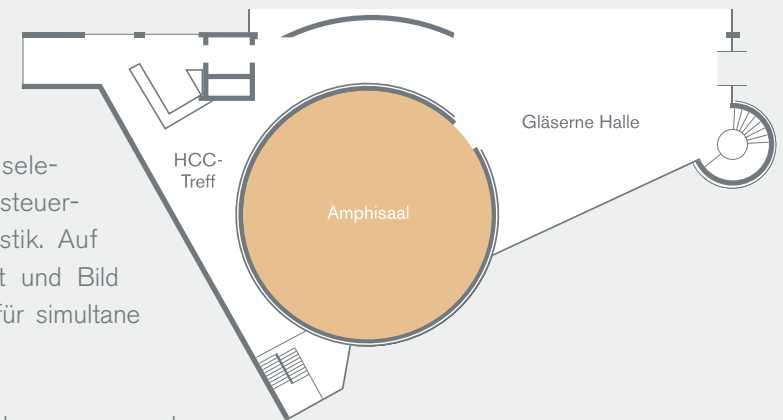 Gläserne Halle
HCC-
Treff
Amphisaal
sele-
steuer-
stik. Auf
t und Bild
für simultane